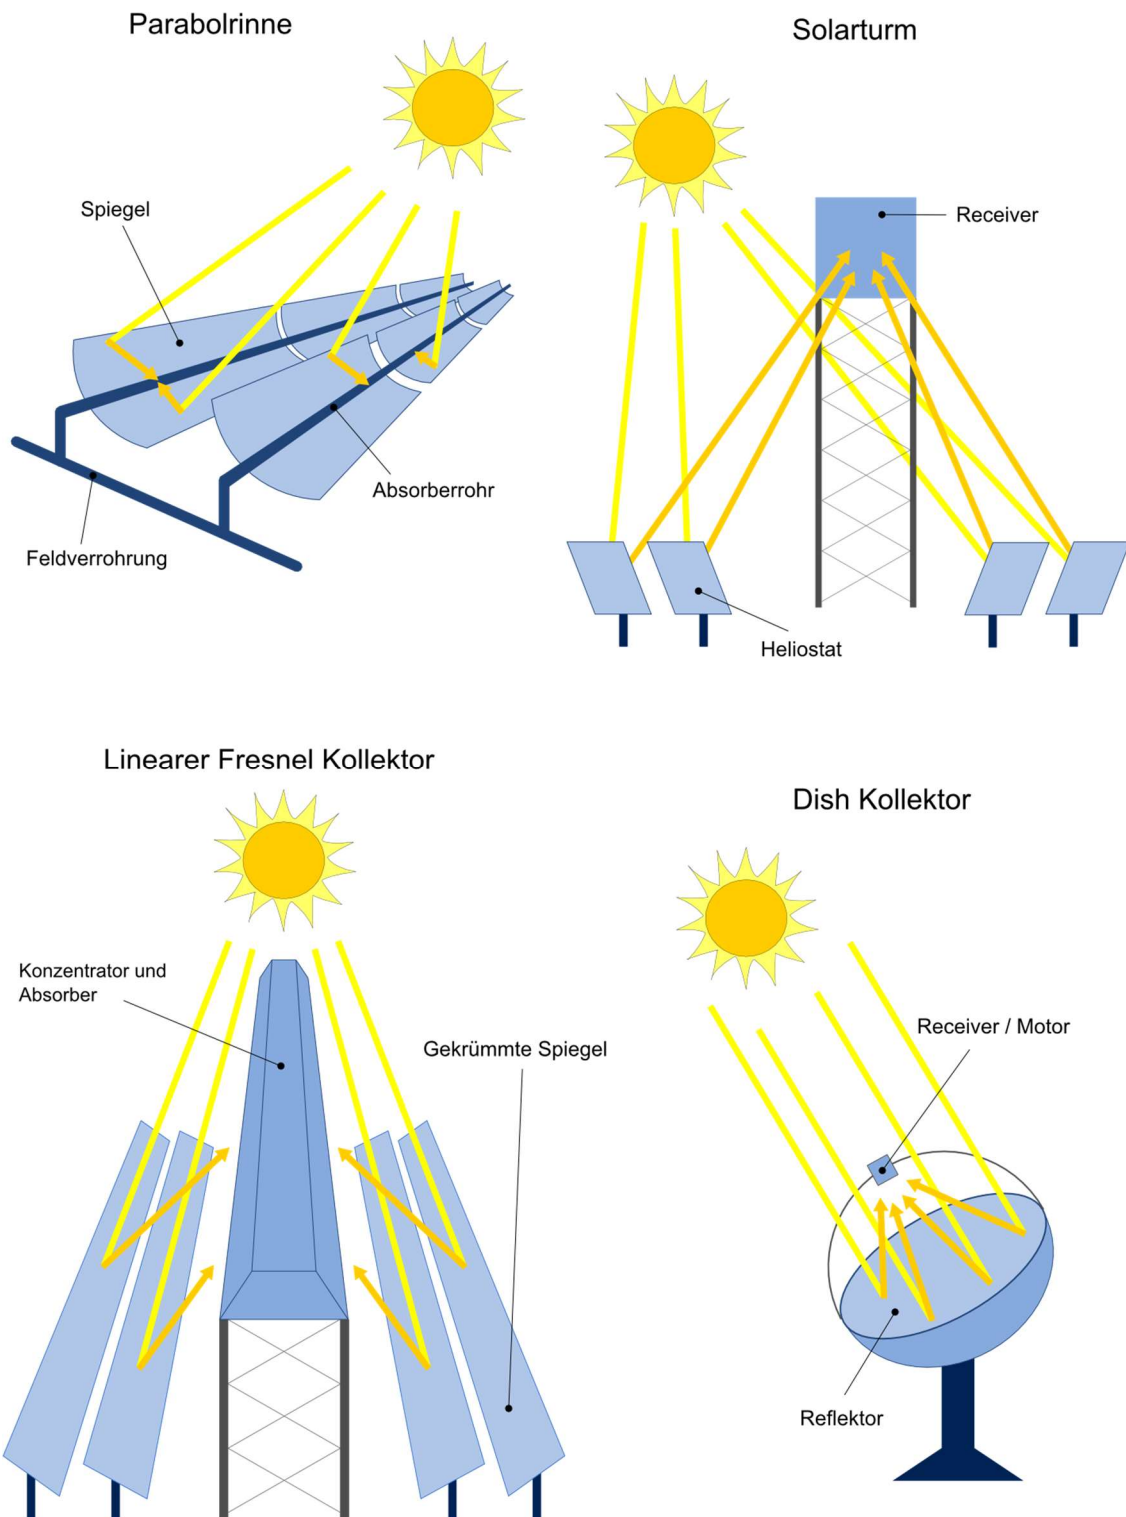 Parabolrinne
Spiegel
Absorberrohr
Feldverrohrung
Solarturm
Receiver
Heliostat
Linearer Fresnel Kollektor
Konzentrator und
Absorber
Gekrümmte Spiegel
Dish Kollektor
Receiver / Motor
Reflektor